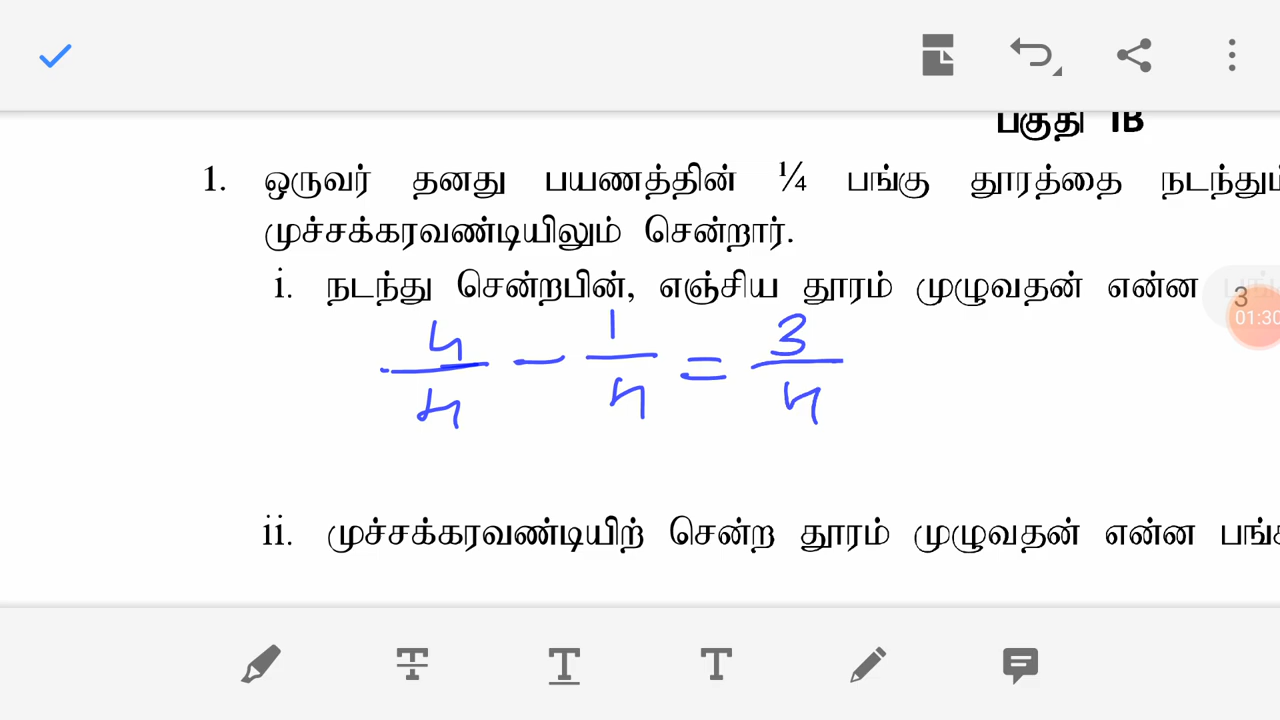 பகுதி IB
1. ஒருவர் தனது பயணத்தின் ¼ பங்கு தூரத்தை
முச்சக்கரவண்டியிலும் சென்றார்.
i. நடந்து சென்றபின், எஞ்சிய தூரம் முழுவதன் என்ன
4/4 − 1/4 = 3/4
3
01:30
ii. முச்சக்கரவண்டியிற் சென்ற தூரம் முழுவதன் என்ன